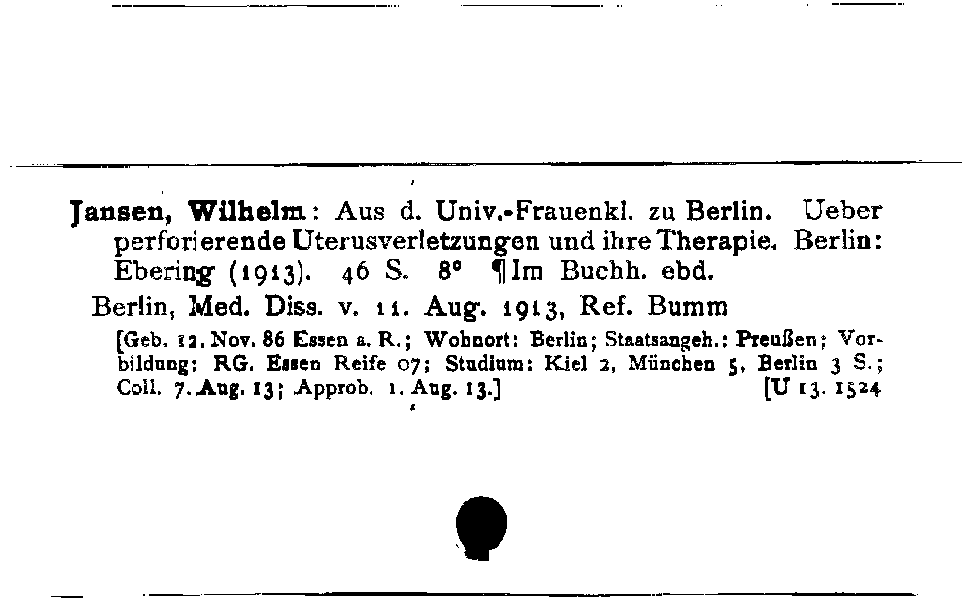 Jansen, Wilhelm: Aus d. Univ.-Frauenkl. zu Berlin. Ueber
perforierende Uterusverletzungen und ihre Therapie. Berlin:
Ebering (1913). 46 S. 8° ¶Im Buchh. ebd.
Berlin, Med. Diss. v. 11. Aug. 1913, Ref. Bumm
[Geb. 12. Nov. 86 Essen a. R.; Wohnort: Berlin; Staatsangeh.: Preußen; Vor-
bildung: RG. Essen Reife 07; Studium: Kiel 2, München 5, Berlin 3 S.;
Coll. 7. Aug. 13; Approb. 1. Aug. 13.] [U 13. 1524